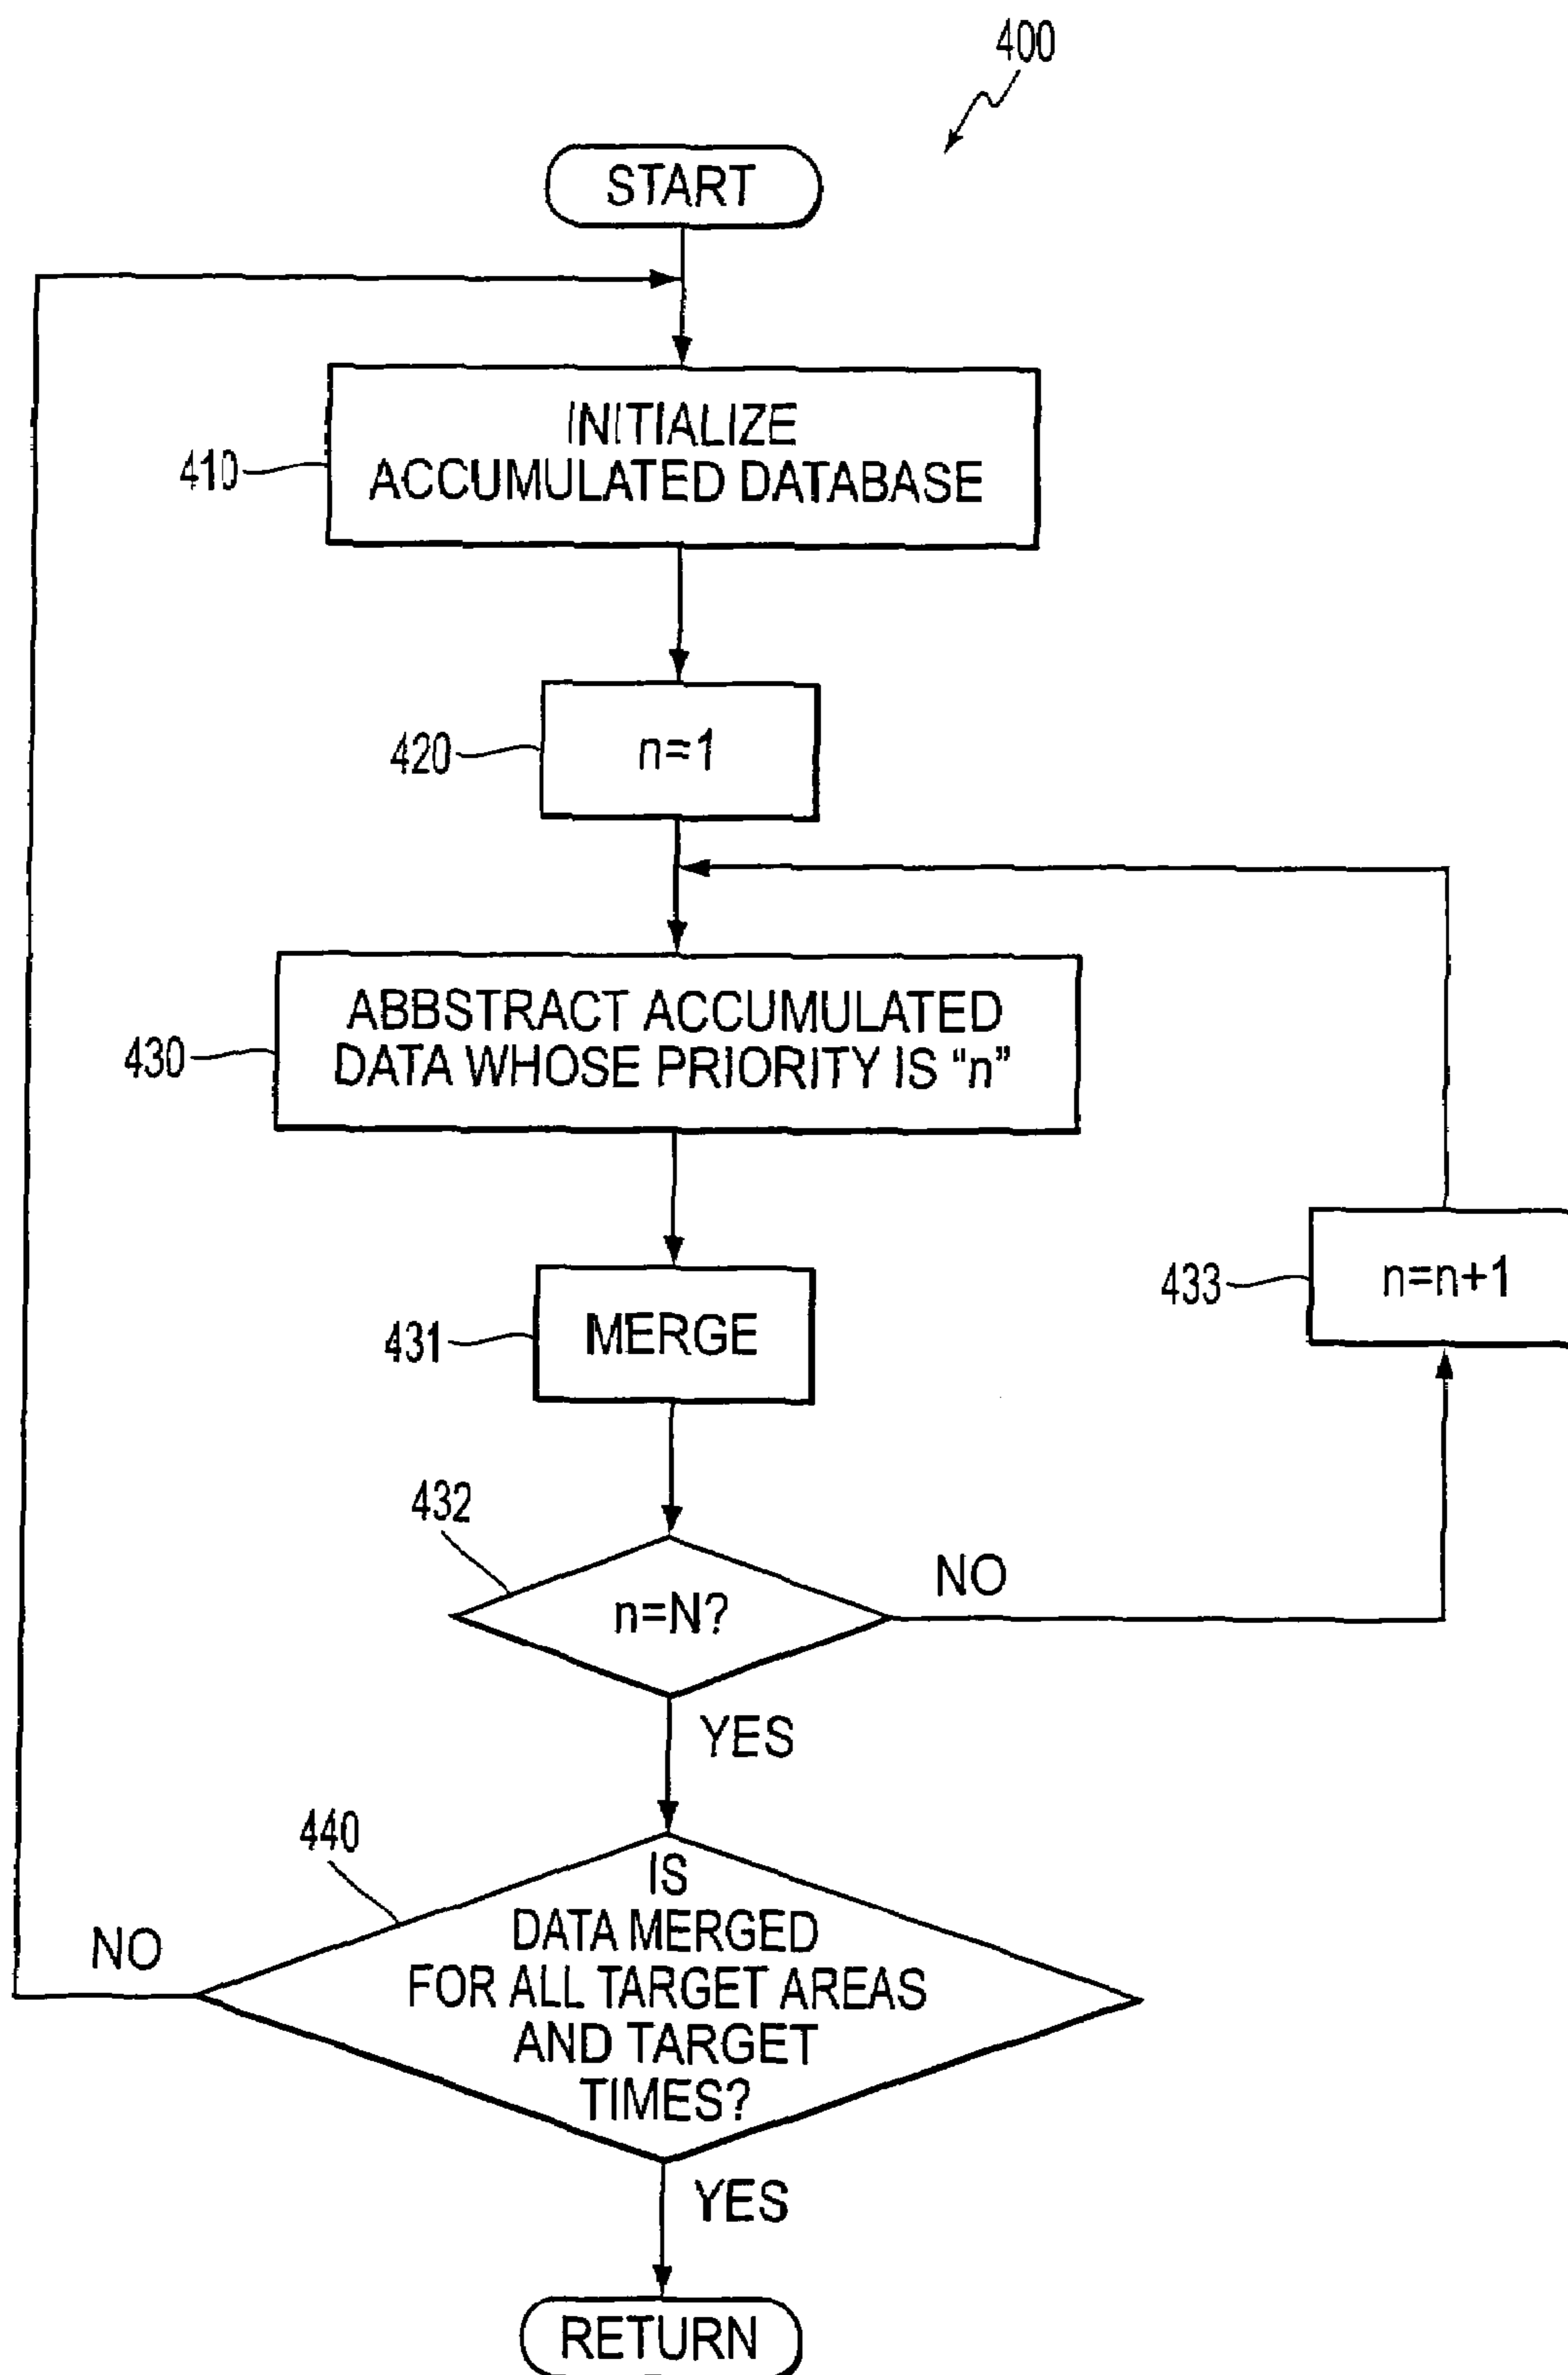 400
START
INITIALIZE
ACCUMULATED DATABASE
410
n=1
420
ABBSTRACT ACCUMULATED
DATA WHOSE PRIORITY IS “n”
430
MERGE
431
n=n+1
433
432
n=N?
NO
YES
440
IS
DATA MERGED
FOR ALL TARGET AREAS
AND TARGET
TIMES?
NO
YES
RETURN